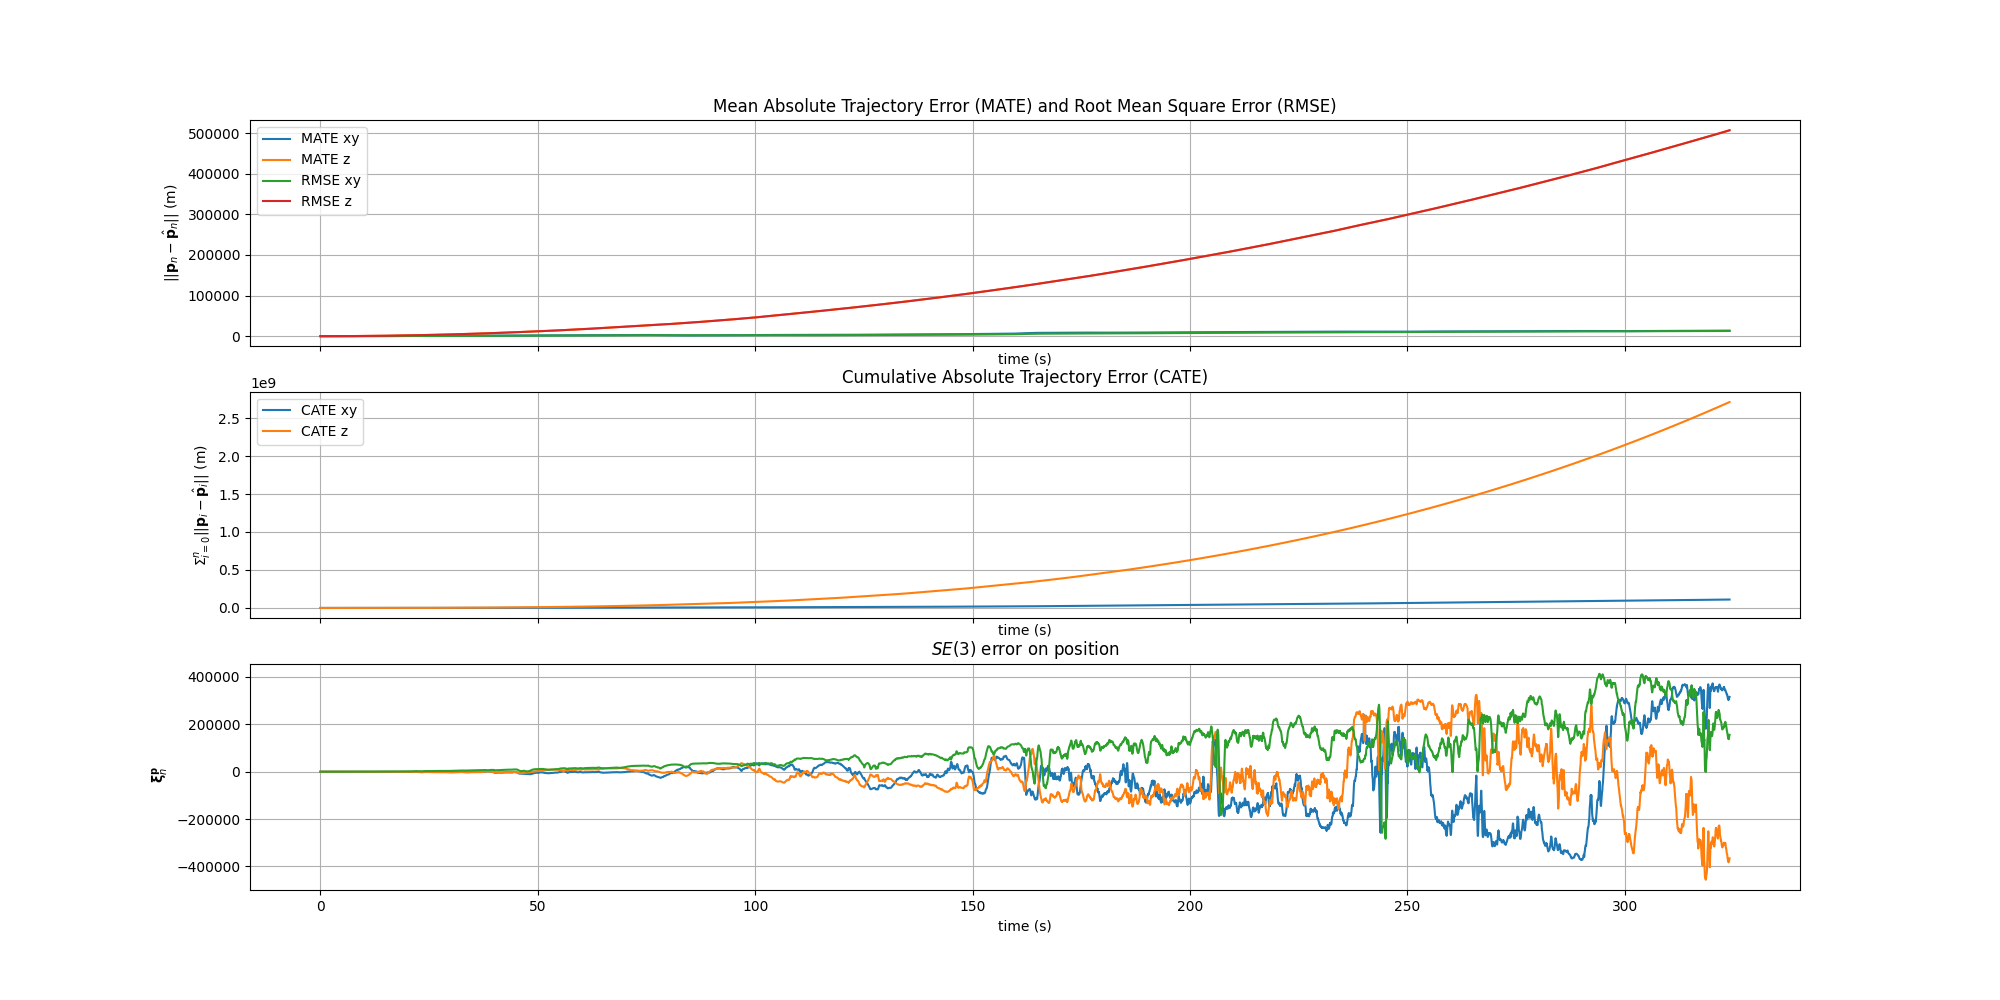 Mean Absolute Trajectory Error (MATE) and Root Mean Square Error (RMSE)
500000
400000
300000
200000
100000
0
||𝐩ₙ − 𝐩̂ₙ|| (m)
MATE xy
MATE z
RMSE xy
RMSE z
time (s)
Cumulative Absolute Trajectory Error (CATE)
1e9
2.5
2.0
1.5
1.0
0.5
0.0
Σⁿᵢ₌₀||𝐩ᵢ − 𝐩̂ᵢ|| (m)
CATE xy
CATE z
time (s)
SE(3) error on position
400000
200000
0
−200000
−400000
𝛏ₙᵖ
0 50 100 150 200 250 300
time (s)